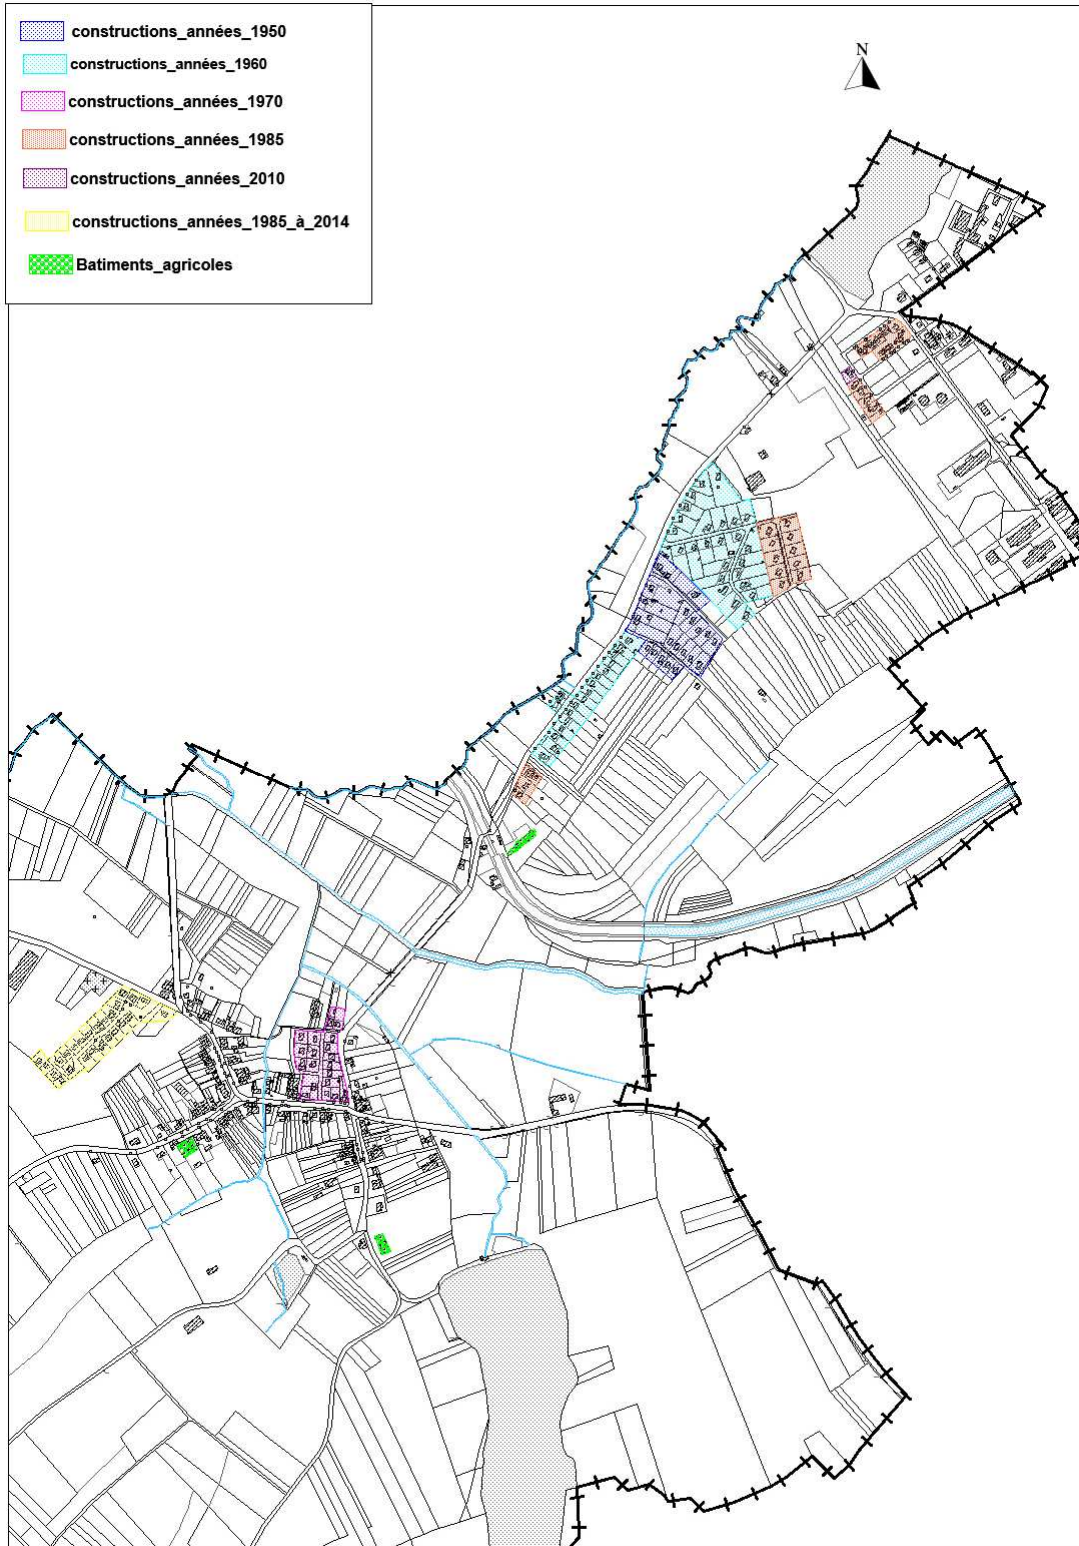 constructions_années_1950
constructions_années_1960
constructions_années_1970
constructions_années_1985
constructions_années_2010
constructions_années_1985_à_2014
Batiments_agricoles
N